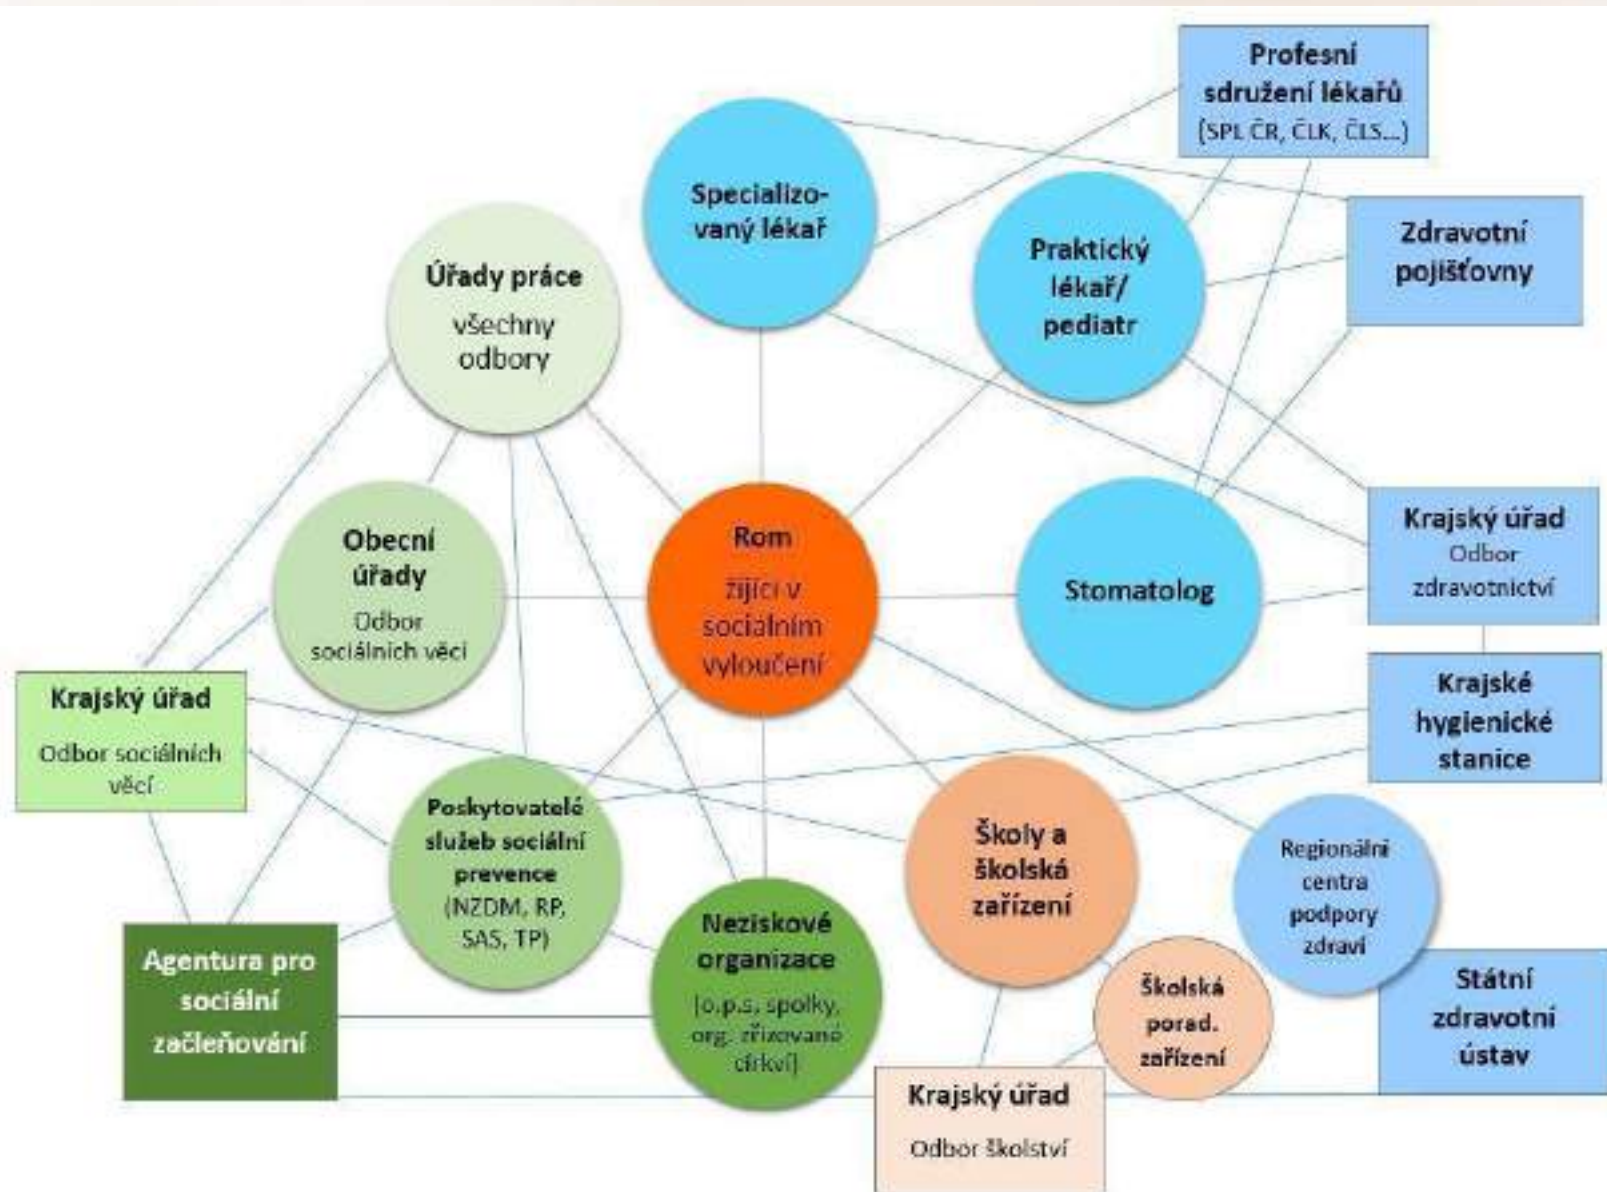 Profesní
sdružení lékařů
(SPL ČR, ČLK, ČLS...)
Specializo-
vaný lékař
Praktický
lékař/
pediatr
Zdravotní
pojišťovny
Úřady práce
všechny
odbory
Obecní
úřady
Odbor
sociálních věcí
Rom
žijící v
sociálním
vyloučení
Stomatolog
Krajský úřad
Odbor
zdravotnictví
Krajský úřad
Odbor sociálních
věcí
Krajské
hygienické
stanice
Poskytovatelé
služeb sociální
prevence
(NZDM, RP,
SAS, TP)
Školy a
školská
zařízení
Regionální
centra
podpory
zdraví
Agentura pro
sociální
začleňování
Neziskové
organizace
(o.p.s, spolky,
org. zřizované
církví)
Školská
porad.
zařízení
Státní
zdravotní
ústav
Krajský úřad
Odbor školství